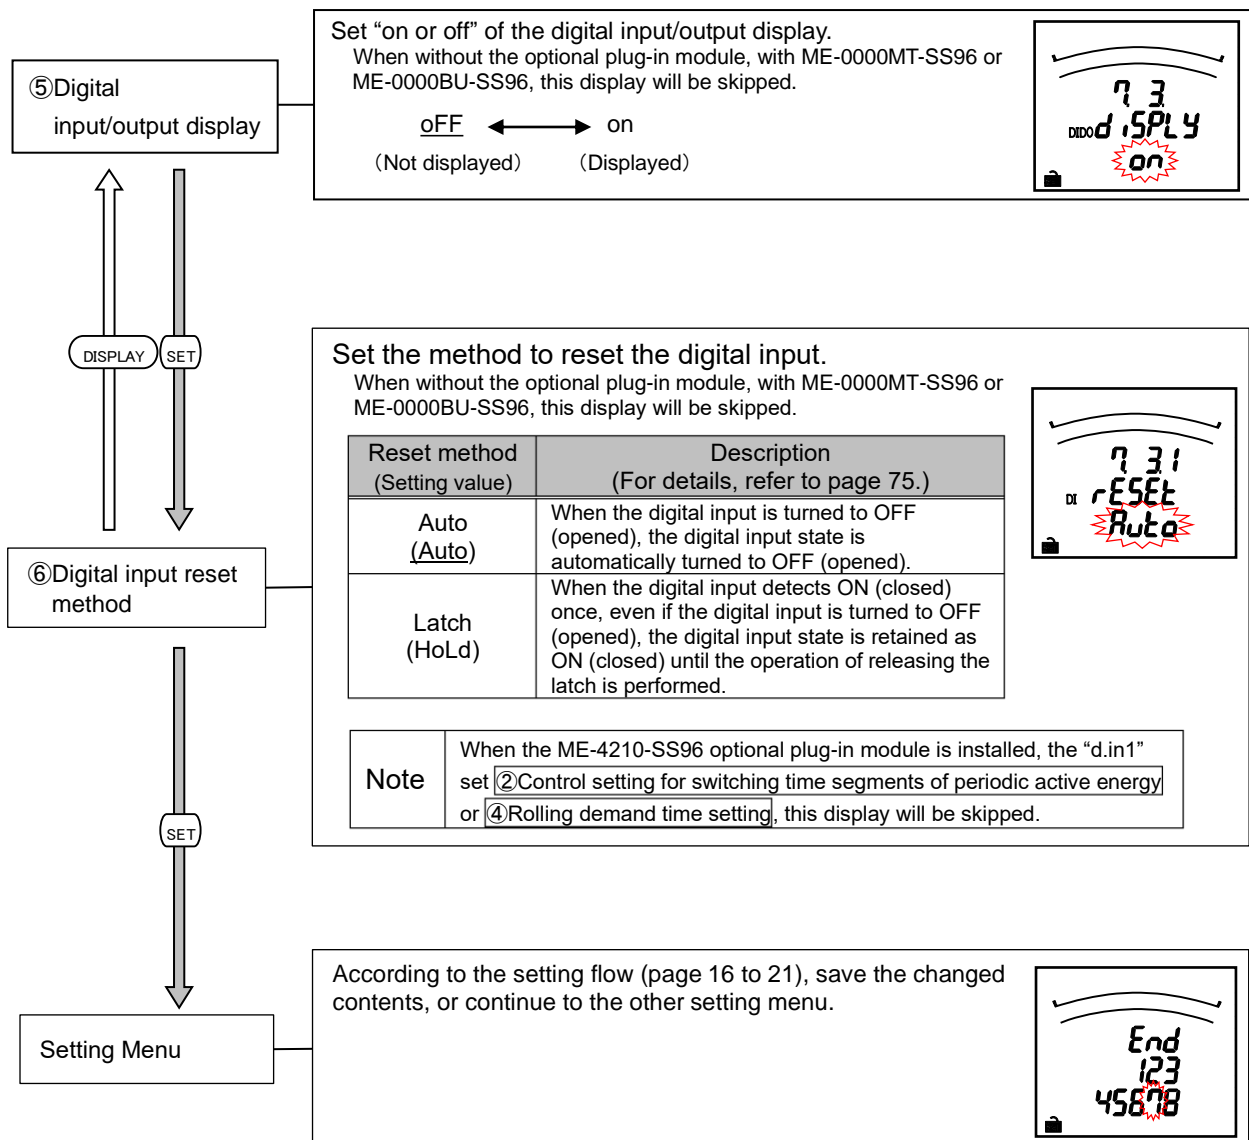 ⑤Digital
input/output display
Set “on or off” of the digital input/output display.
When without the optional plug-in module, with ME-0000MT-SS96 or
ME-0000BU-SS96, this display will be skipped.
oFF on
(Not displayed) (Displayed)
7. 3.
DIDO diSPLY
on
DISPLAY SET
⑥Digital input reset
method
Set the method to reset the digital input.
When without the optional plug-in module, with ME-0000MT-SS96 or
ME-0000BU-SS96, this display will be skipped.
Reset method
(Setting value)
Description
(For details, refer to page 75.)
Auto
(Auto)
When the digital input is turned to OFF
(opened), the digital input state is
automatically turned to OFF (opened).
Latch
(HoLd)
When the digital input detects ON (closed)
once, even if the digital input is turned to OFF
(opened), the digital input state is retained as
ON (closed) until the operation of releasing the
latch is performed.
7. 3.1
DI rESEt
Auto
Note
When the ME-4210-SS96 optional plug-in module is installed, the “d.in1”
set ②Control setting for switching time segments of periodic active energy
or ④Rolling demand time setting, this display will be skipped.
SET
Setting Menu
According to the setting flow (page 16 to 21), save the changed
contents, or continue to the other setting menu.
End
123
45678